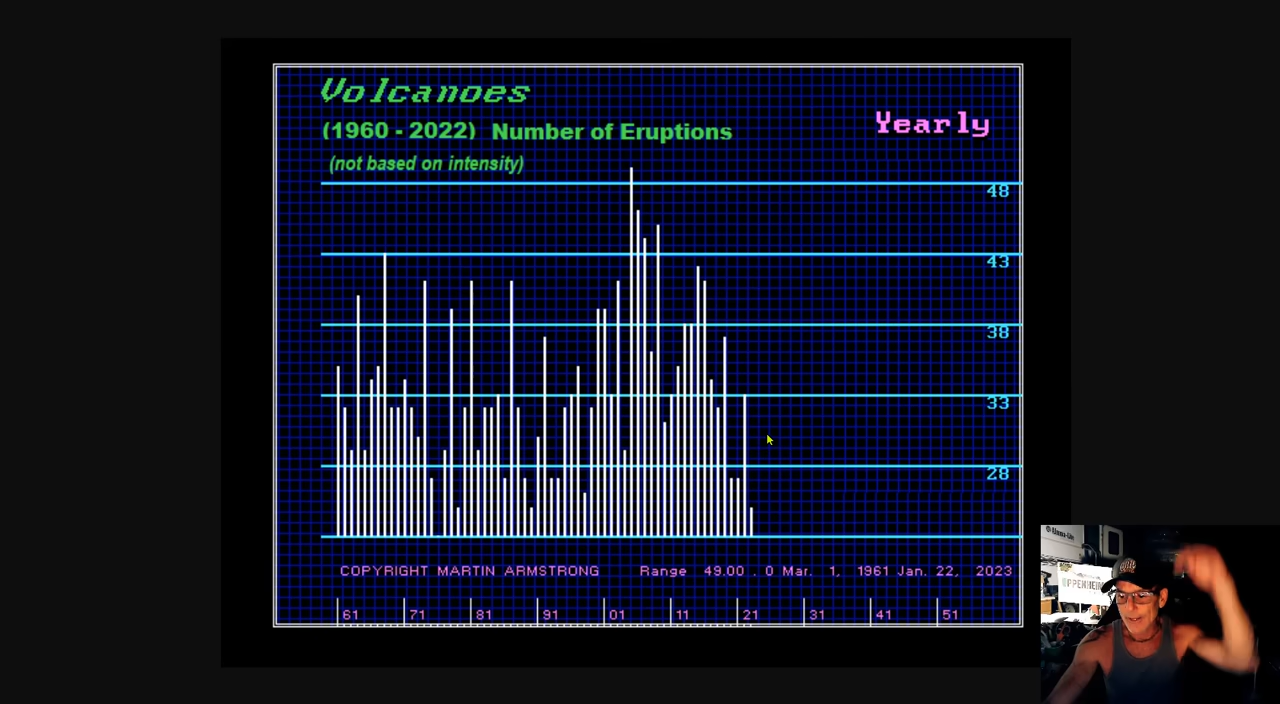 Volcanoes
(1960 - 2022) Number of Eruptions
Yearly
(not based on intensity)
48
43
38
33
28
COPYRIGHT MARTIN ARMSTRONG Range 49.00 . 0 Mar. 1, 1961 Jan. 22, 2023
61 71 81 91 01 11 21 31 41 51
OPPENHEIM